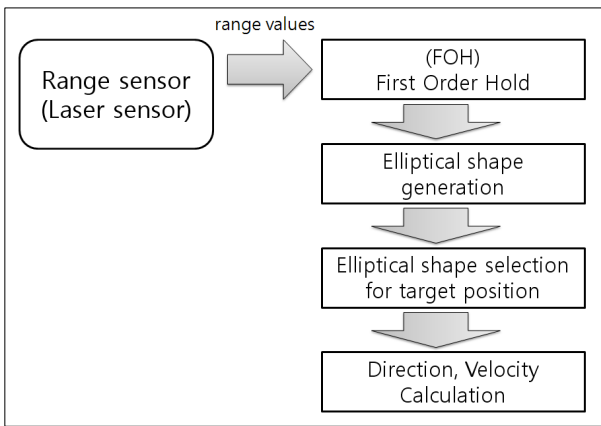 range values
Range sensor
(Laser sensor)
(FOH)
First Order Hold
Elliptical shape
generation
Elliptical shape selection
for target position
Direction, Velocity
Calculation